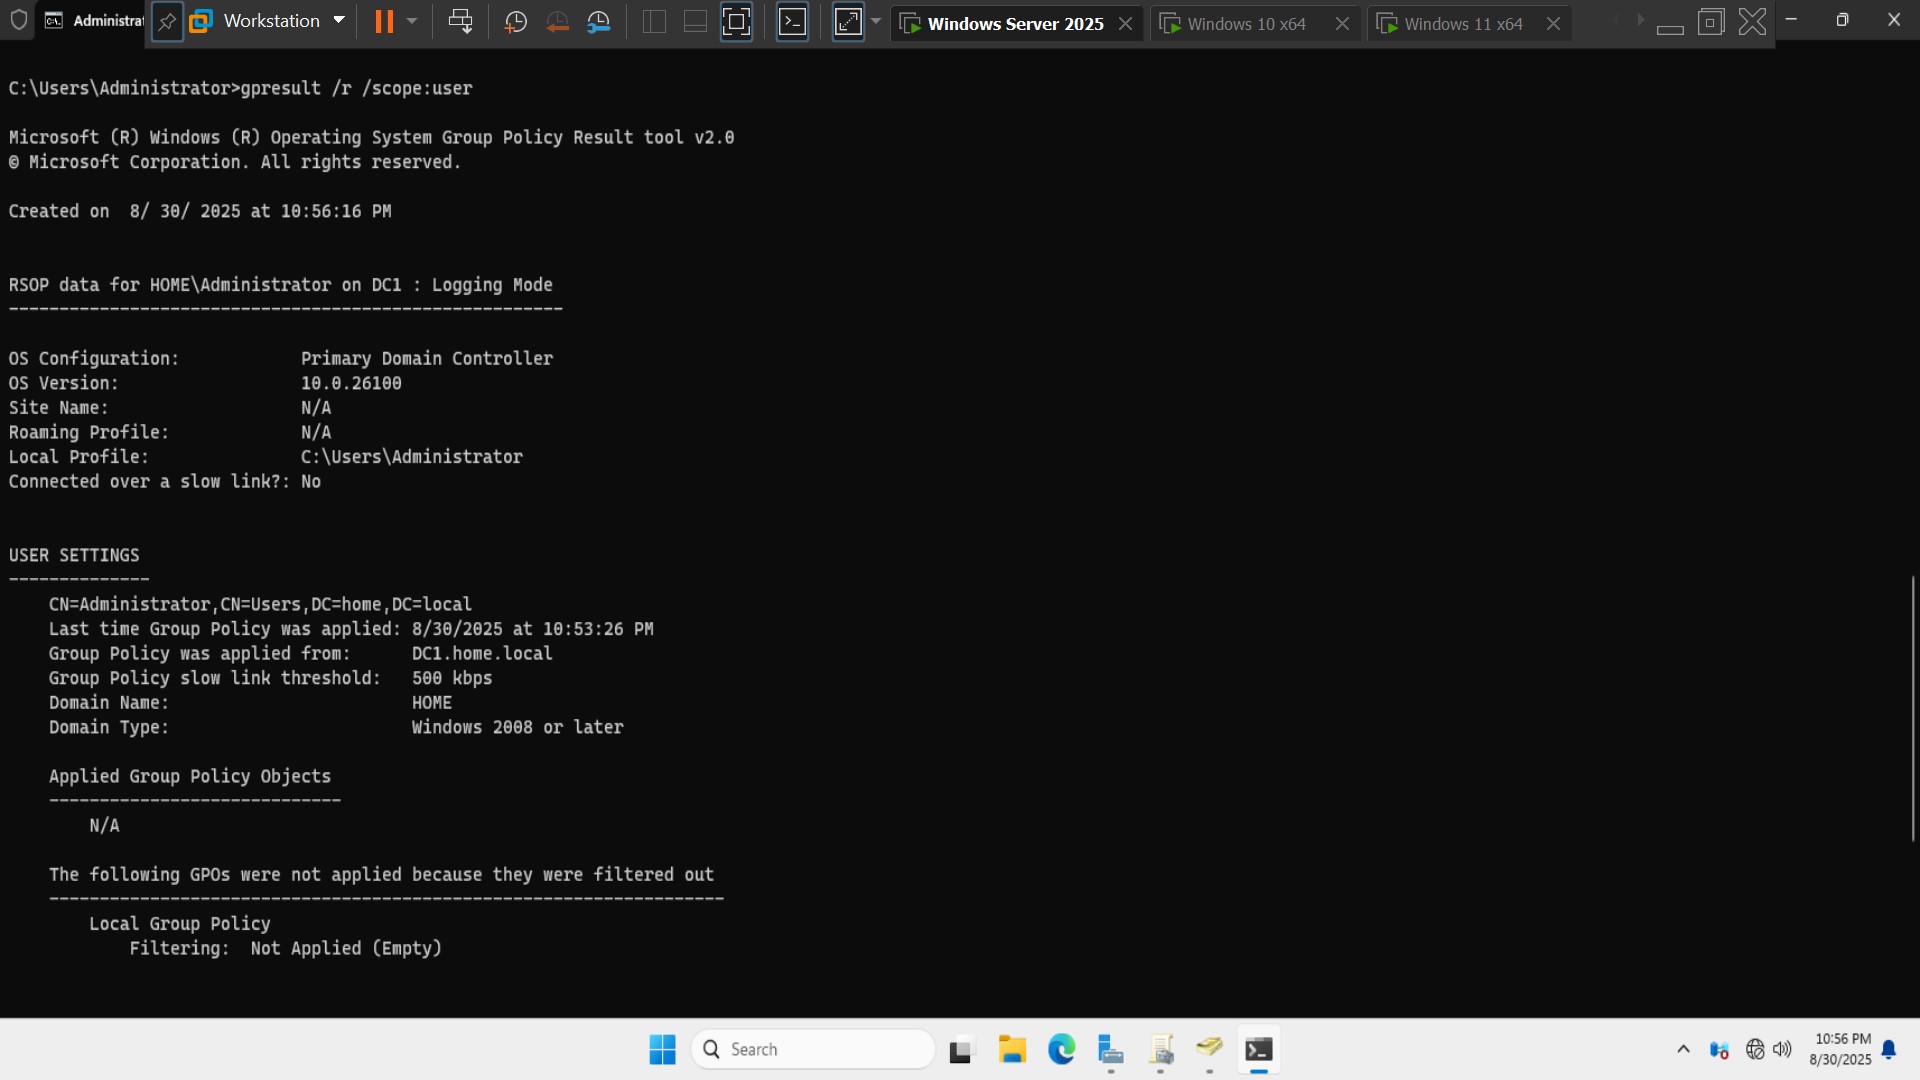 Administrat
Workstation
Windows Server 2025
Windows 10 x64
Windows 11 x64
C:\Users\Administrator>gpresult /r /scope:user
Microsoft (R) Windows (R) Operating System Group Policy Result tool v2.0
© Microsoft Corporation. All rights reserved.
Created on  8/ 30/ 2025 at 10:56:16 PM
RSOP data for HOME\Administrator on DC1 : Logging Mode
-------------------------------------------------------
OS Configuration:            Primary Domain Controller
OS Version:                  10.0.26100
Site Name:                   N/A
Roaming Profile:             N/A
Local Profile:               C:\Users\Administrator
Connected over a slow link?: No
USER SETTINGS
--------------
CN=Administrator,CN=Users,DC=home,DC=local
Last time Group Policy was applied: 8/30/2025 at 10:53:26 PM
Group Policy was applied from:      DC1.home.local
Group Policy slow link threshold:   500 kbps
Domain Name:                        HOME
Domain Type:                        Windows 2008 or later
Applied Group Policy Objects
-----------------------------
N/A
The following GPOs were not applied because they were filtered out
-------------------------------------------------------------------
Local Group Policy
Filtering:  Not Applied (Empty)
Search
10:56 PM
8/30/2025